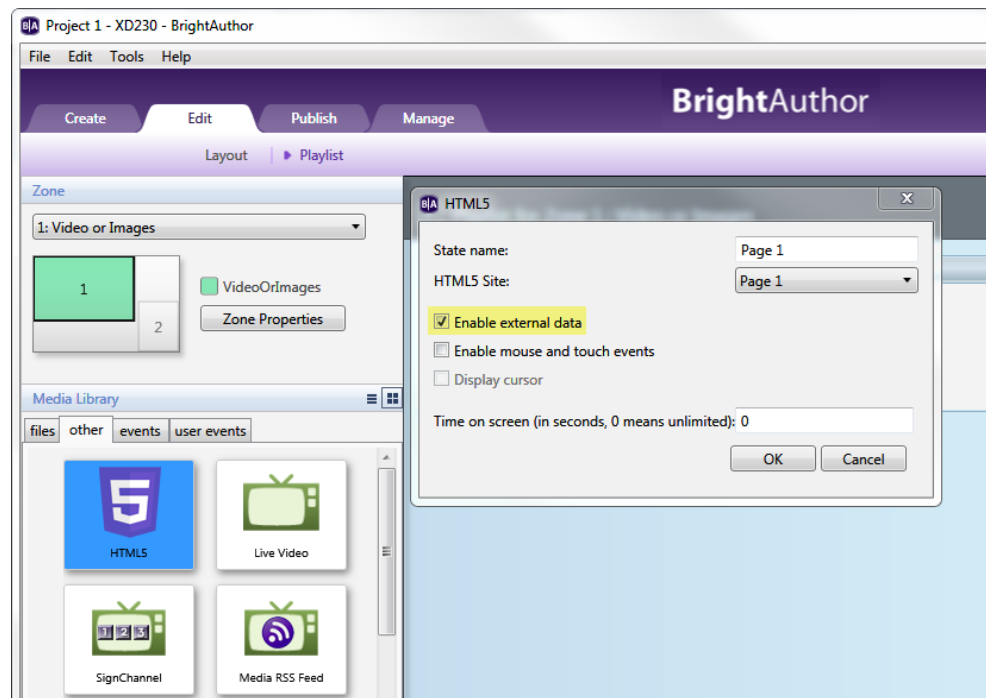 B|A Project 1 - XD230 - BrightAuthor
File Edit Tools Help
BrightAuthor
Create Edit Publish Manage
Layout Playlist
Zone
1: Video or Images
1
2
VideoOrImages
Zone Properties
Media Library
files other events user events
HTML5
Live Video
1 2 3
SignChannel
Media RSS Feed
B|A HTML5
State name: Page 1
HTML5 Site: Page 1
Enable external data
Enable mouse and touch events
Display cursor
Time on screen (in seconds, 0 means unlimited): 0
OK Cancel